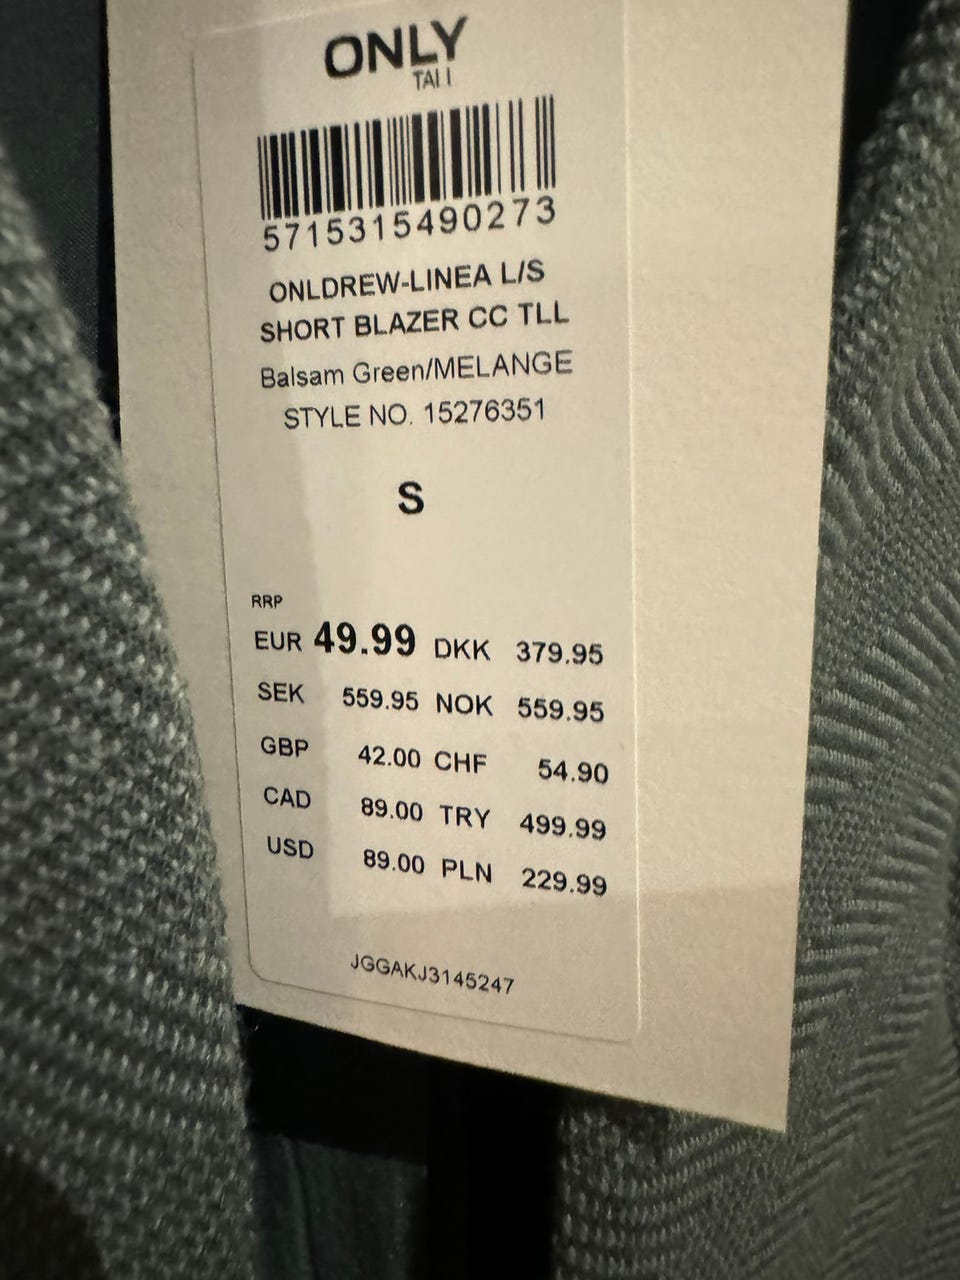 ONLY
TALL
5715315490273
ONLDREW-LINEA L/S
SHORT BLAZER CC TLL
Balsam Green/MELANGE
STYLE NO. 15276351
S
RRP
EUR 49.99 DKK 379.95
SEK 559.95 NOK 559.95
GBP 42.00 CHF 54.90
CAD 89.00 TRY 499.99
USD 89.00 PLN 229.99
JGGAKJ3145247